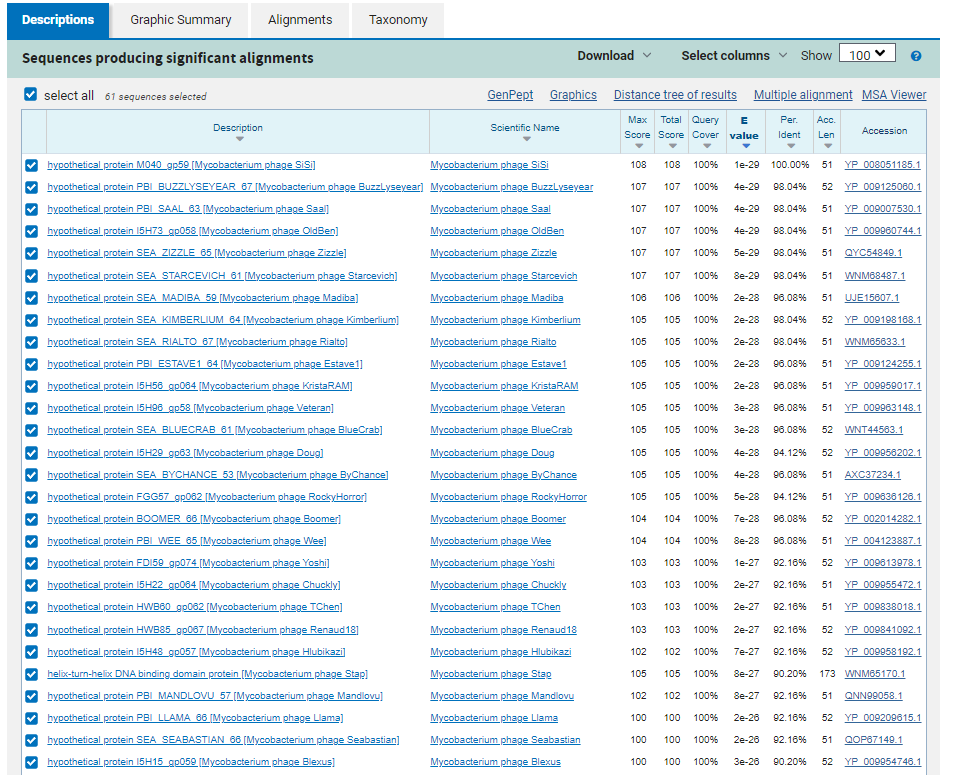 Descriptions Graphic Summary Alignments Taxonomy
Sequences producing significant alignments Download Select columns Show 100 ?
select all 61 sequences selected GenPept Graphics Distance tree of results Multiple alignment MSA Viewer
Description Scientific Name Max Score Total Score Query Cover E value Per. Ident Acc. Len Accession
hypothetical protein M040_gp59 [Mycobacterium phage SiSi] Mycobacterium phage SiSi 108 108 100% 1e-29 100.00% 51 YP_008051185.1
hypothetical protein PBI_BUZZLYSEYEAR_67 [Mycobacterium phage BuzzLyseyear] Mycobacterium phage BuzzLyseyear 107 107 100% 4e-29 98.04% 52 YP_009125060.1
hypothetical protein PBI_SAAL_63 [Mycobacterium phage Saal] Mycobacterium phage Saal 107 107 100% 4e-29 98.04% 51 YP_009007530.1
hypothetical protein I5H73_gp058 [Mycobacterium phage OldBen] Mycobacterium phage OldBen 107 107 100% 4e-29 98.04% 51 YP_009960744.1
hypothetical protein SEA_ZIZZLE_65 [Mycobacterium phage Zizzle] Mycobacterium phage Zizzle 107 107 100% 5e-29 98.04% 51 QYC54849.1
hypothetical protein SEA_STARCEVICH_61 [Mycobacterium phage Starcevich] Mycobacterium phage Starcevich 107 107 100% 8e-29 98.04% 51 WNM68487.1
hypothetical protein SEA_MADIBA_59 [Mycobacterium phage Madiba] Mycobacterium phage Madiba 106 106 100% 2e-28 96.08% 51 UJE15607.1
hypothetical protein SEA_KIMBERLIUM_64 [Mycobacterium phage Kimberlium] Mycobacterium phage Kimberlium 105 105 100% 2e-28 98.04% 52 YP_009198168.1
hypothetical protein SEA_RIALTO_67 [Mycobacterium phage Rialto] Mycobacterium phage Rialto 105 105 100% 2e-28 98.04% 51 WNM65633.1
hypothetical protein PBI_ESTAVE1_64 [Mycobacterium phage Estave1] Mycobacterium phage Estave1 105 105 100% 2e-28 96.08% 51 YP_009124255.1
hypothetical protein I5H56_gp064 [Mycobacterium phage KristaRAM] Mycobacterium phage KristaRAM 105 105 100% 2e-28 96.08% 51 YP_009959017.1
hypothetical protein I5H96_gp58 [Mycobacterium phage Veteran] Mycobacterium phage Veteran 105 105 100% 3e-28 96.08% 51 YP_009963148.1
hypothetical protein SEA_BLUECRAB_61 [Mycobacterium phage BlueCrab] Mycobacterium phage BlueCrab 105 105 100% 3e-28 96.08% 52 WNT44563.1
hypothetical protein I5H29_gp63 [Mycobacterium phage Doug] Mycobacterium phage Doug 105 105 100% 4e-28 94.12% 52 YP_009956202.1
hypothetical protein SEA_BYCHANCE_53 [Mycobacterium phage ByChance] Mycobacterium phage ByChance 105 105 100% 4e-28 96.08% 51 AXC37234.1
hypothetical protein FGG57_gp062 [Mycobacterium phage RockyHorror] Mycobacterium phage RockyHorror 105 105 100% 5e-28 94.12% 51 YP_009636126.1
hypothetical protein BOOMER_66 [Mycobacterium phage Boomer] Mycobacterium phage Boomer 104 104 100% 7e-28 96.08% 52 YP_002014282.1
hypothetical protein PBI_WEE_65 [Mycobacterium phage Wee] Mycobacterium phage Wee 104 104 100% 8e-28 96.08% 51 YP_004123887.1
hypothetical protein FDI59_gp074 [Mycobacterium phage Yoshi] Mycobacterium phage Yoshi 103 103 100% 1e-27 92.16% 52 YP_009613978.1
hypothetical protein I5H22_gp064 [Mycobacterium phage Chuckly] Mycobacterium phage Chuckly 103 103 100% 2e-27 92.16% 51 YP_009955472.1
hypothetical protein HWB60_gp062 [Mycobacterium phage TChen] Mycobacterium phage TChen 103 103 100% 2e-27 92.16% 51 YP_009838018.1
hypothetical protein HWB85_gp067 [Mycobacterium phage Renaud18] Mycobacterium phage Renaud18 103 103 100% 2e-27 92.16% 52 YP_009841092.1
hypothetical protein I5H48_gp057 [Mycobacterium phage Hlubikazi] Mycobacterium phage Hlubikazi 102 102 100% 7e-27 92.16% 52 YP_009958192.1
helix-turn-helix DNA binding domain protein [Mycobacterium phage Stap] Mycobacterium phage Stap 105 105 100% 8e-27 90.20% 173 WNM65170.1
hypothetical protein PBI_MANDLOVU_57 [Mycobacterium phage Mandlovu] Mycobacterium phage Mandlovu 102 102 100% 8e-27 92.16% 51 QNN99058.1
hypothetical protein PBI_LLAMA_66 [Mycobacterium phage Llama] Mycobacterium phage Llama 100 100 100% 2e-26 92.16% 52 YP_009209615.1
hypothetical protein SEA_SEABASTIAN_66 [Mycobacterium phage Seabastian] Mycobacterium phage Seabastian 100 100 100% 2e-26 92.16% 51 QOP67149.1
hypothetical protein I5H15_gp059 [Mycobacterium phage Blexus] Mycobacterium phage Blexus 100 100 100% 3e-26 90.20% 52 YP_009954746.1